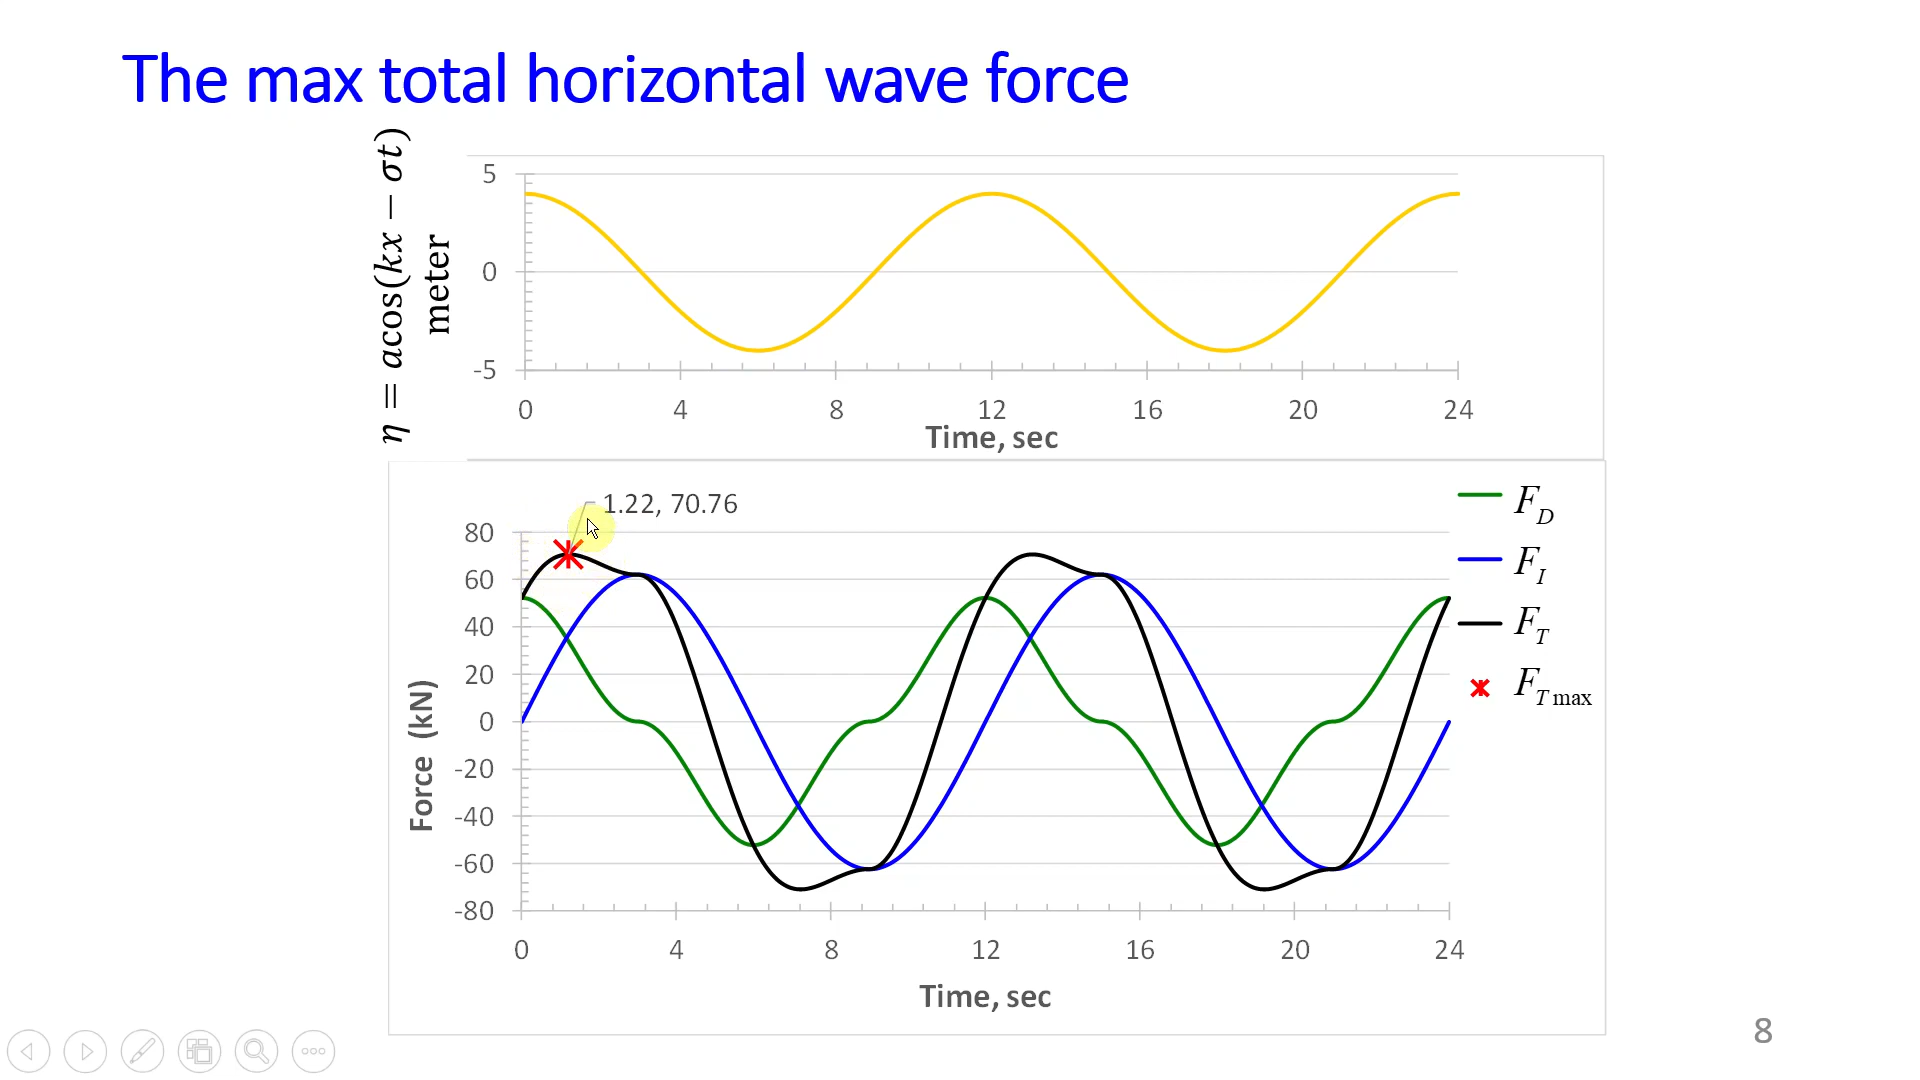 The max total horizontal wave force
η = acos(kx − σt)
meter
5
0
-5
0 4 8 12 16 20 24
Time, sec
1.22, 70.76
80
60
40
20
0
-20
-40
-60
-80
Force (kN)
0 4 8 12 16 20 24
Time, sec
F_D
F_I
F_T
F_T max
8